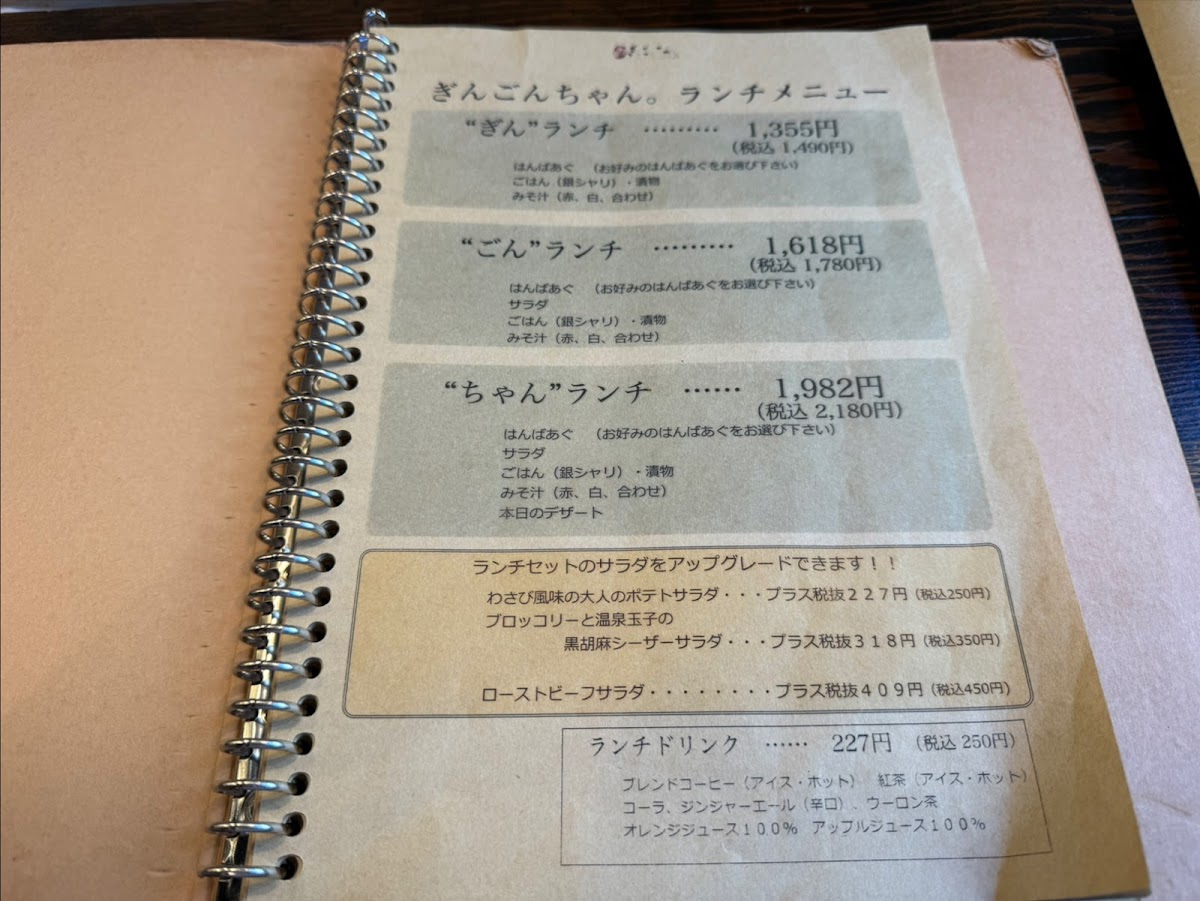 ぎんごんちゃん。ランチメニュー
“ぎん”ランチ ……… 1,355円
(税込 1,490円)
はんばあぐ （お好みのはんばあぐをお選び下さい）
ごはん（銀シャリ）・漬物
みそ汁（赤、白、合わせ）
“ごん”ランチ ……… 1,618円
(税込 1,780円)
はんばあぐ （お好みのはんばあぐをお選び下さい）
サラダ
ごはん（銀シャリ）・漬物
みそ汁（赤、白、合わせ）
“ちゃん”ランチ …… 1,982円
(税込 2,180円)
はんばあぐ （お好みのはんばあぐをお選び下さい）
サラダ
ごはん（銀シャリ）・漬物
みそ汁（赤、白、合わせ）
本日のデザート
ランチセットのサラダをアップグレードできます！！
わさび風味の大人のポテトサラダ・・・プラス税抜２２７円（税込250円）
ブロッコリーと温泉玉子の
黒胡麻シーザーサラダ・・・プラス税抜３１８円（税込350円）
ローストビーフサラダ・・・・・・・・プラス税抜４０９円（税込450円）
ランチドリンク …… 227円 （税込 250円）
ブレンドコーヒー（アイス・ホット） 紅茶（アイス・ホット）
コーラ、ジンジャーエール（辛口）、ウーロン茶
オレンジジュース１００％ アップルジュース１００％